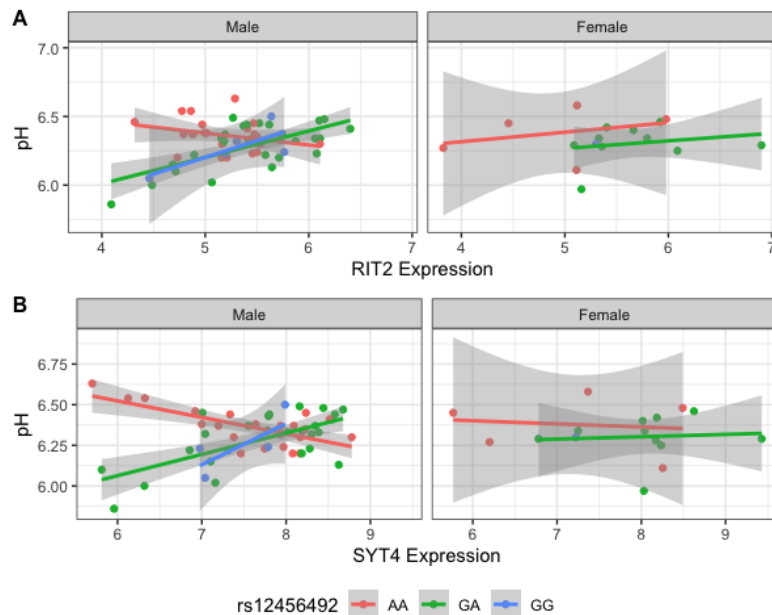 A
Male Female
7.0
6.5
6.0
pH
4 5 6 7 4 5 6 7
RIT2 Expression
B
Male Female
6.75
6.50
6.25
6.00
pH
6 7 8 9 6 7 8 9
SYT4 Expression
rs12456492 AA GA GG